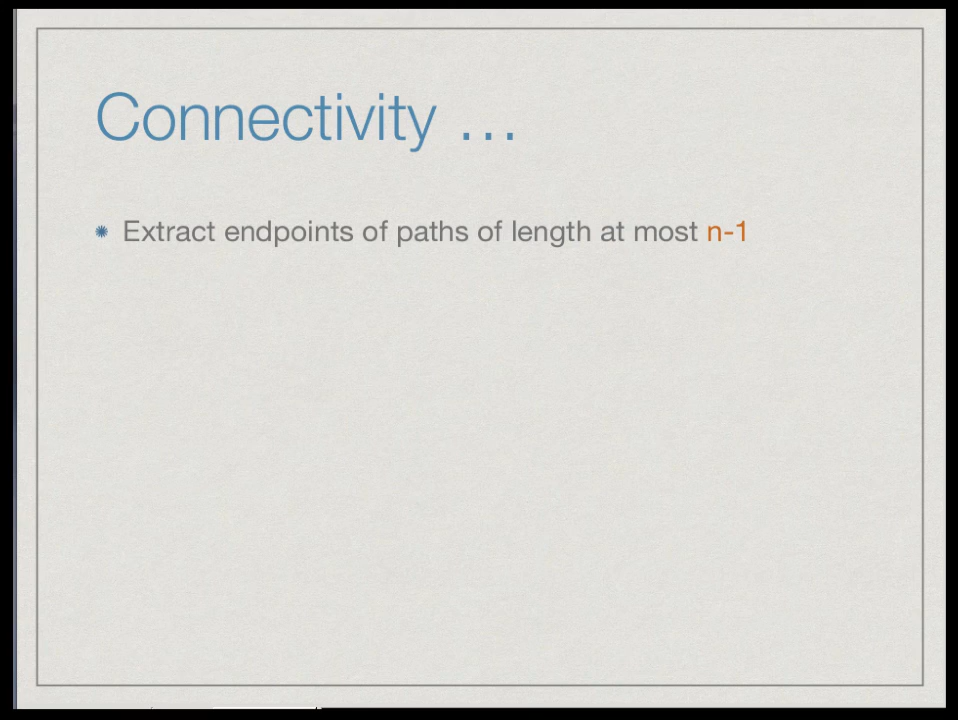 Connectivity …
Extract endpoints of paths of length at most n-1